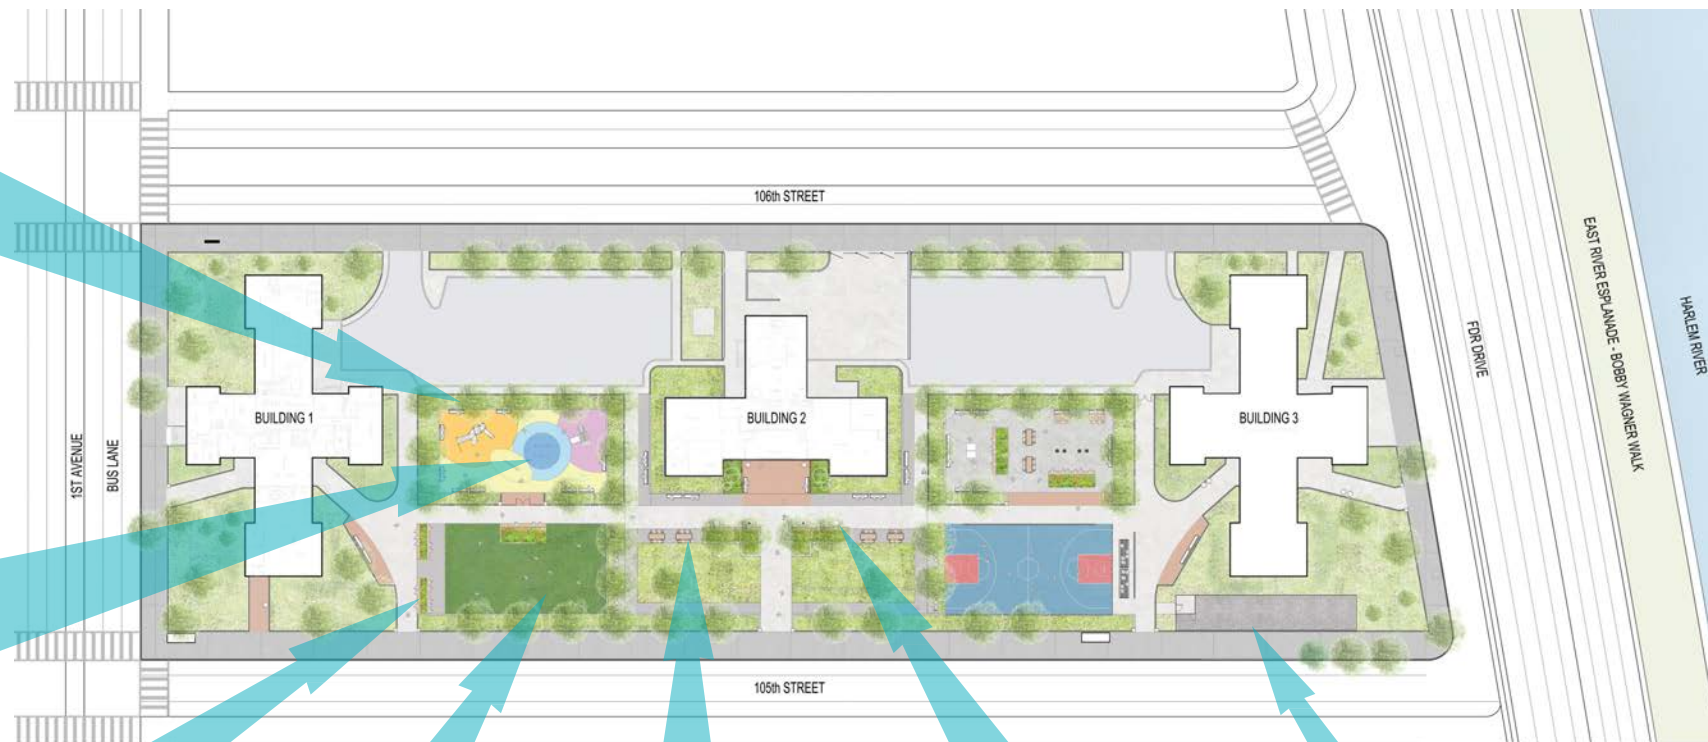 106th STREET
BUILDING 1
BUILDING 2
BUILDING 3
1ST AVENUE
BUS LANE
FDR DRIVE
EAST RIVER ESPLANADE - BOBBY WAGNER WALK
HARLEM RIVER
105th STREET